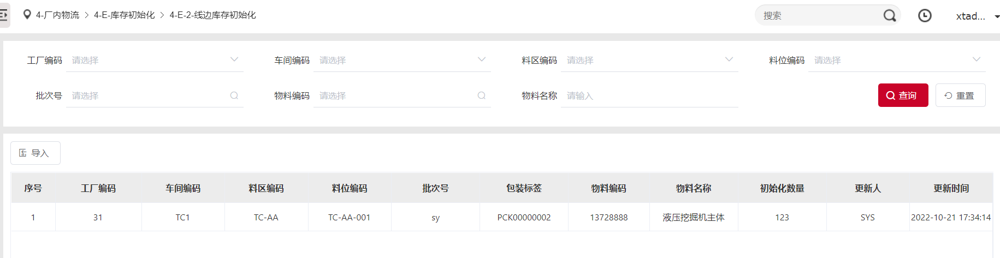 4-厂内物流 > 4-E-库存初始化 > 4-E-2-线边库存初始化 搜索 xtad...
工厂编码 请选择 车间编码 请选择 料区编码 请选择 料位编码 请选择
批次号 请选择 物料编码 请选择 物料名称 请输入 查询 重置
导入
序号 工厂编码 车间编码 料区编码 料位编码 批次号 包装标签 物料编码 物料名称 初始化数量 更新人 更新时间
1 31 TC1 TC-AA TC-AA-001 sy PCK00000002 13728888 液压挖掘机主体 123 SYS 2022-10-21 17:34:14